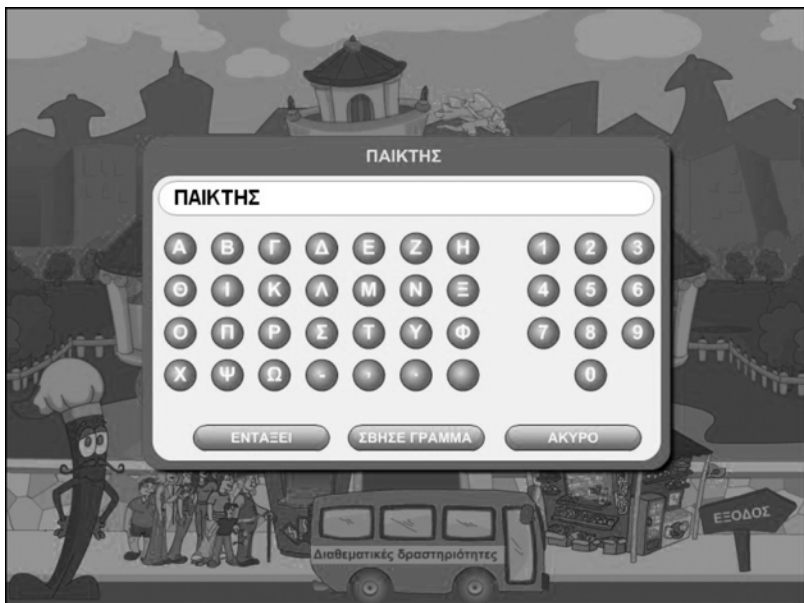 ΠΑΙΚΤΗΣ
ΠΑΙΚΤΗΣ
Α Β Γ Δ Ε Ζ Η 1 2 3
Θ Ι Κ Λ Μ Ν Ξ 4 5 6
Ο Π Ρ Σ Τ Υ Φ 7 8 9
Χ Ψ Ω - , . 0
ΕΝΤΑΞΕΙ ΣΒΗΣΕ ΓΡΑΜΜΑ ΑΚΥΡΟ
ΕΞΟΔΟΣ
Διαθεματικές δραστηριότητες